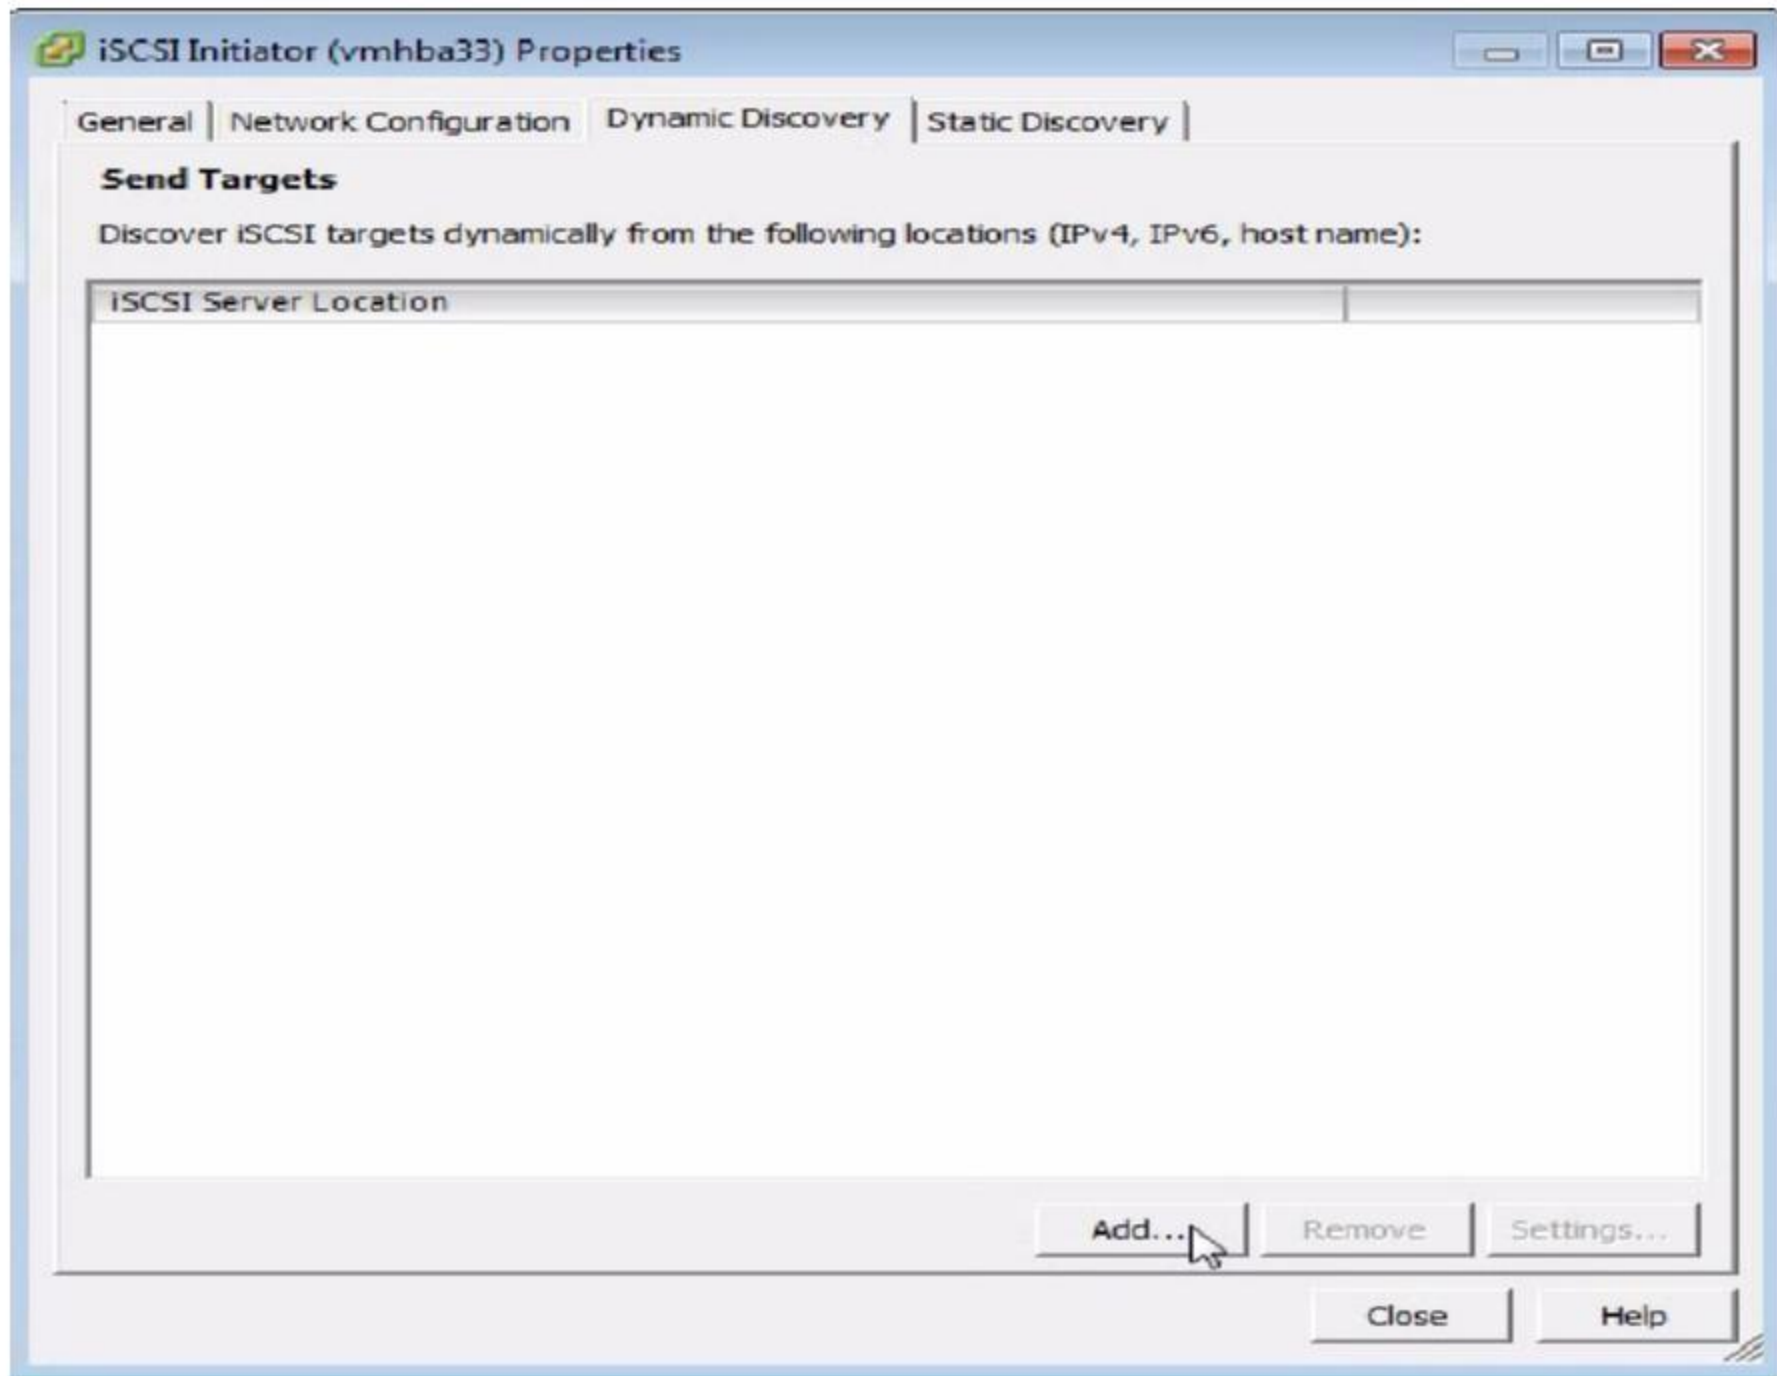 iSCSI Initiator (vmhba33) Properties
General
Network Configuration
Dynamic Discovery
Static Discovery
Send Targets
Discover iSCSI targets dynamically from the following locations (IPv4, IPv6, host name):
iSCSI Server Location
Add...
Remove
Settings...
Close
Help